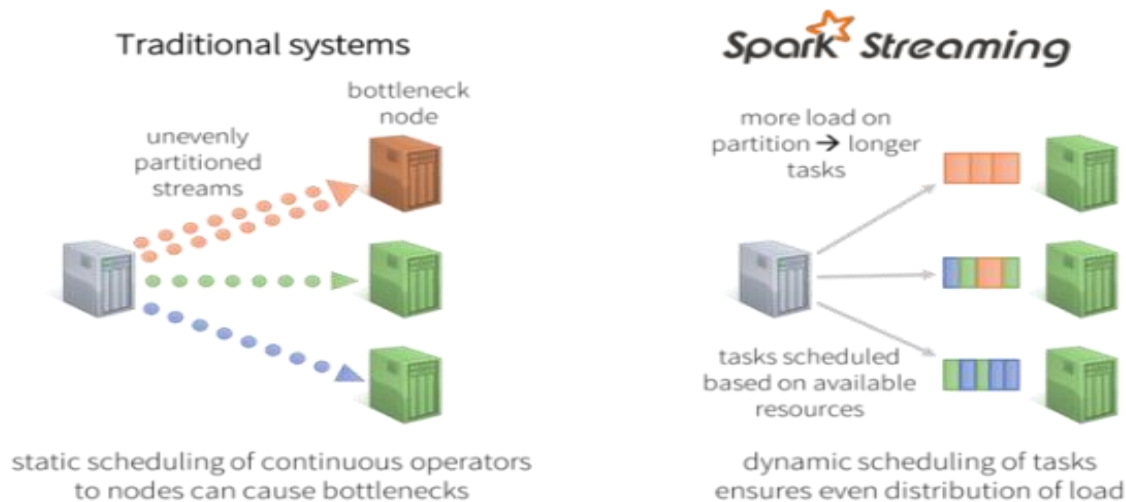 Traditional systems
bottleneck
node
unevenly
partitioned
streams
static scheduling of continuous operators
to nodes can cause bottlenecks
Spark Streaming
more load on
partition → longer
tasks
tasks scheduled
based on available
resources
dynamic scheduling of tasks
ensures even distribution of load